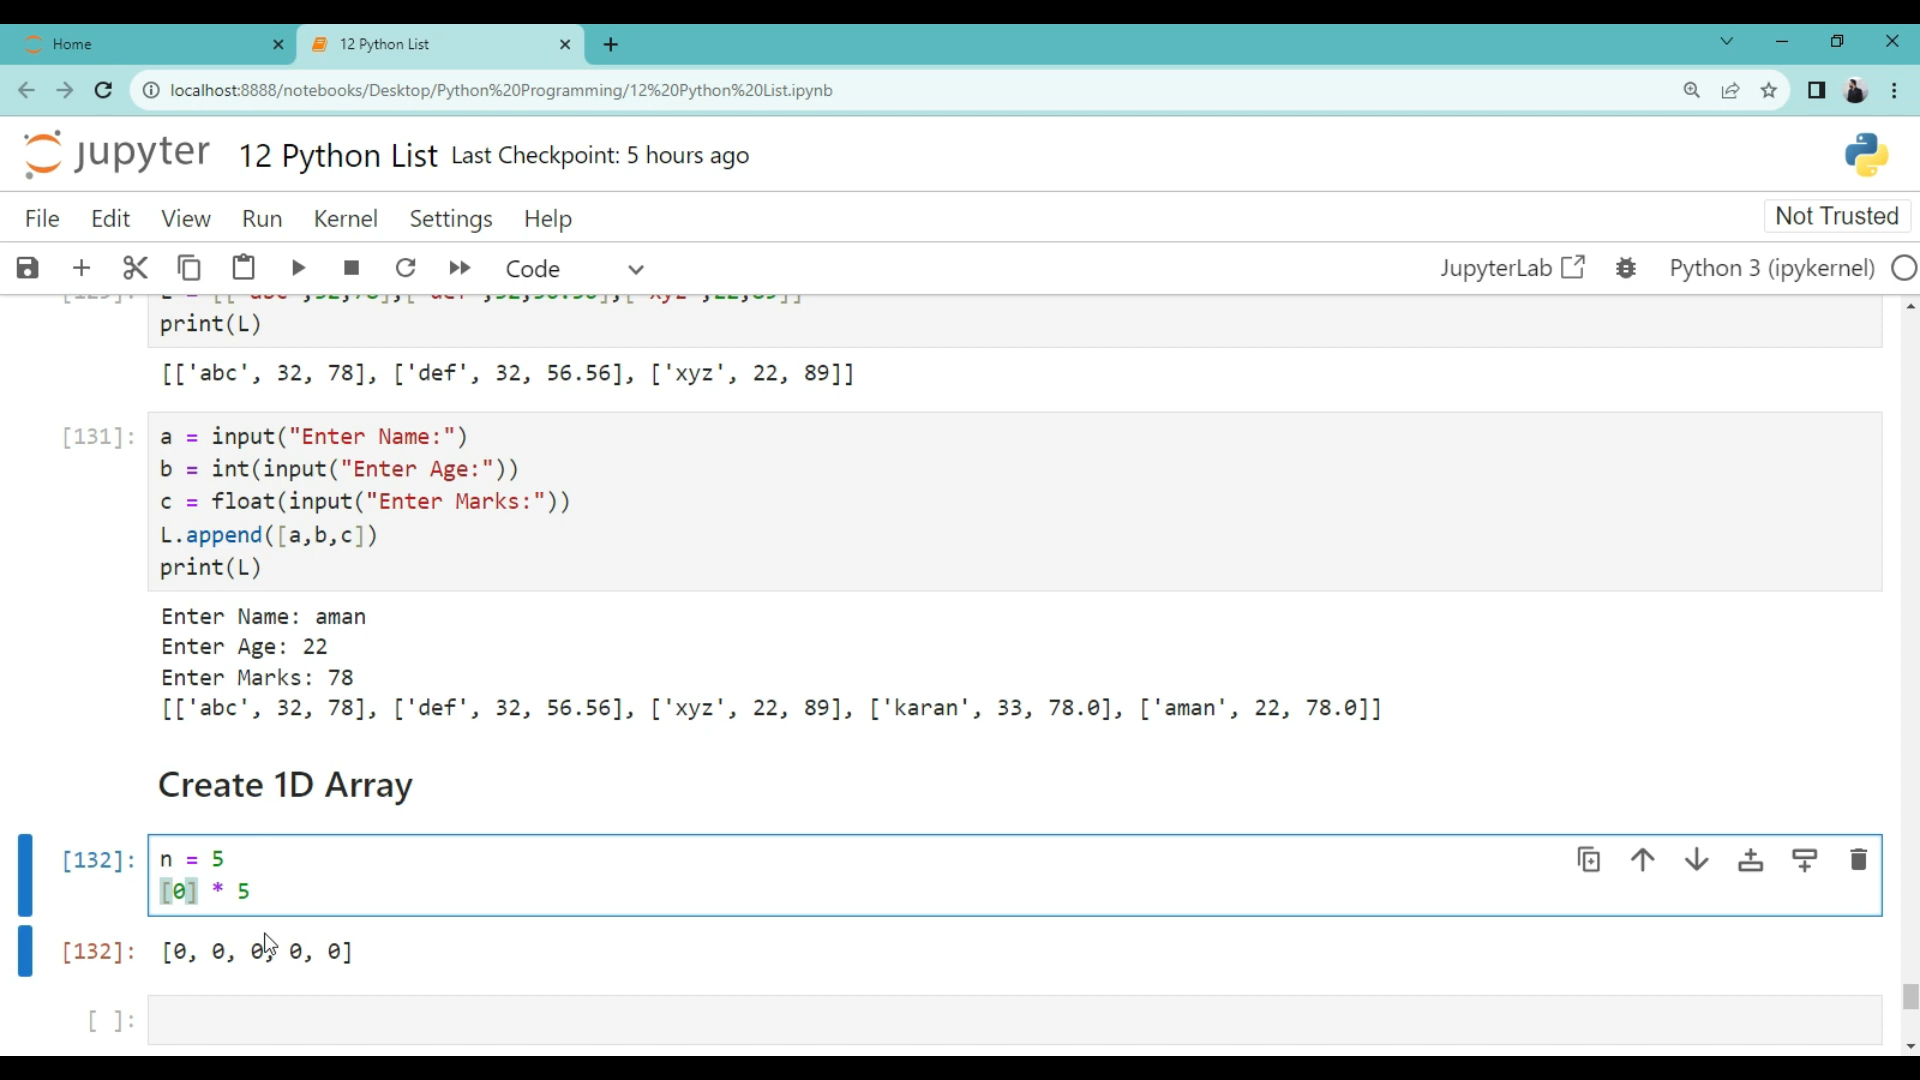 Home
12 Python List
localhost:8888/notebooks/Desktop/Python%20Programming/12%20Python%20List.ipynb
jupyter 12 Python List Last Checkpoint: 5 hours ago
File Edit View Run Kernel Settings Help Not Trusted
Code JupyterLab Python 3 (ipykernel)
print(L)
[['abc', 32, 78], ['def', 32, 56.56], ['xyz', 22, 89]]
[131]: a = input("Enter Name:")
b = int(input("Enter Age:"))
c = float(input("Enter Marks:"))
L.append([a,b,c])
print(L)
Enter Name: aman
Enter Age: 22
Enter Marks: 78
[['abc', 32, 78], ['def', 32, 56.56], ['xyz', 22, 89], ['karan', 33, 78.0], ['aman', 22, 78.0]]
Create 1D Array
[132]: n = 5
[0] * 5
[132]: [0, 0, 0, 0, 0]
[ ]: